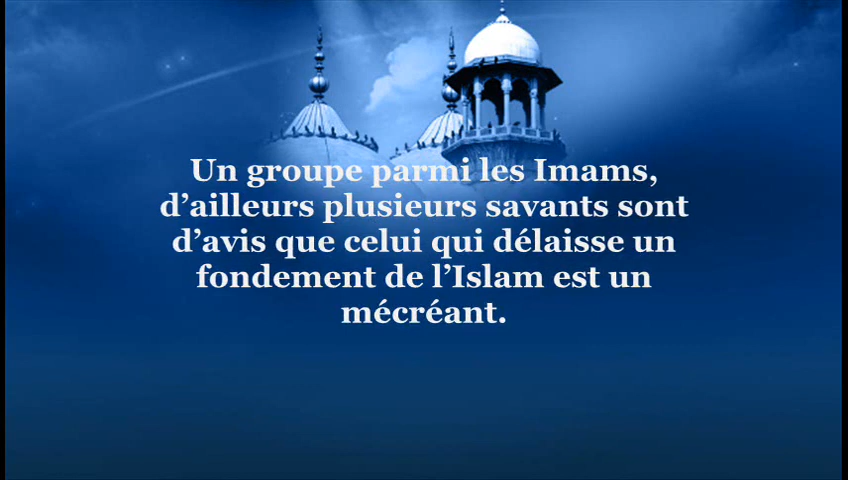 Un groupe parmi les Imams,
d’ailleurs plusieurs savants sont
d’avis que celui qui délaisse un
fondement de l’Islam est un
mécréant.